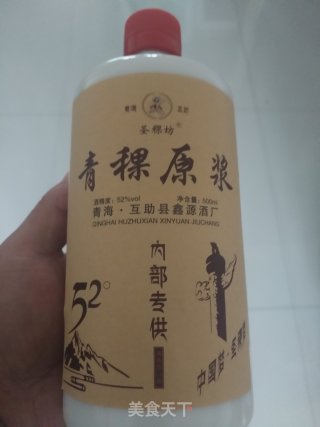 圣稞坊
青稞原浆
酒精度：52%vol 净含量：500ml
青海·互助县鑫源酒厂
QINGHAI HUZHUXIAN XINYUAN JIUCHANG
内部专供
52°
中国梦·圣稞
美食天下